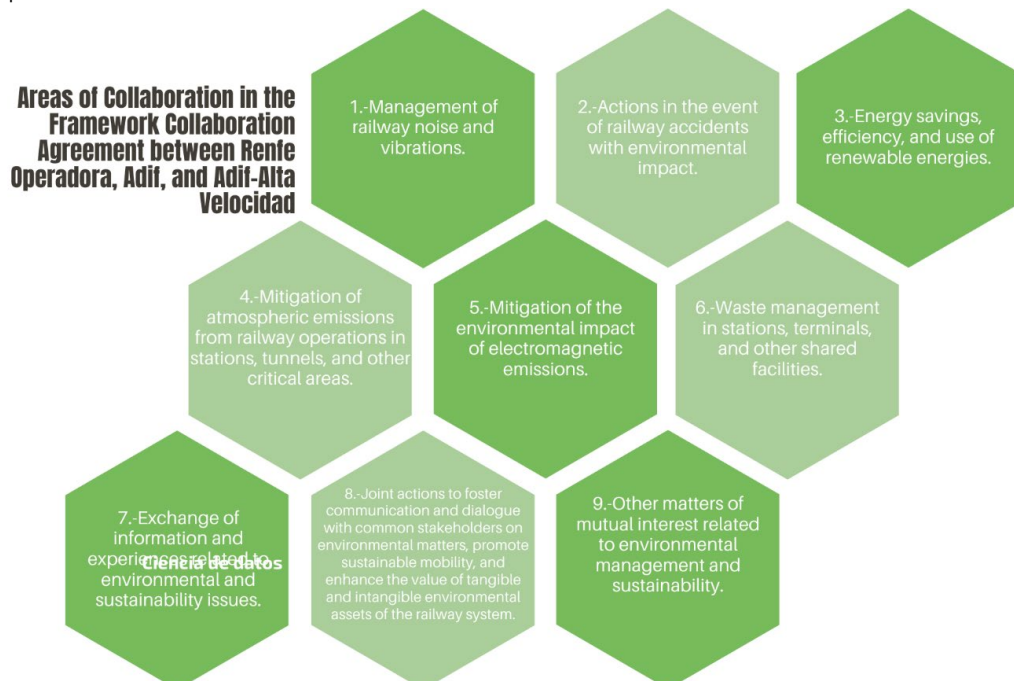 Areas of Collaboration in the
Framework Collaboration
Agreement between Renfe
Operadora, Adif, and Adif-Alta
Velocidad
1.-Management of
railway noise and
vibrations.
2.-Actions in the event
of railway accidents
with environmental
impact.
3.-Energy savings,
efficiency, and use of
renewable energies.
4.-Mitigation of
atmospheric emissions
from railway operations in
stations, tunnels, and other
critical areas.
5.-Mitigation of the
environmental impact
of electromagnetic
emissions.
6.-Waste management
in stations, terminals,
and other shared
facilities.
7.-Exchange of
information and
experiences related to
Ciencia de datos
environmental and
sustainability issues.
8.-Joint actions to foster
communication and dialogue
with common stakeholders on
environmental matters, promote
sustainable mobility, and
enhance the value of tangible
and intangible environmental
assets of the railway system.
9.-Other matters of
mutual interest related
to environmental
management and
sustainability.